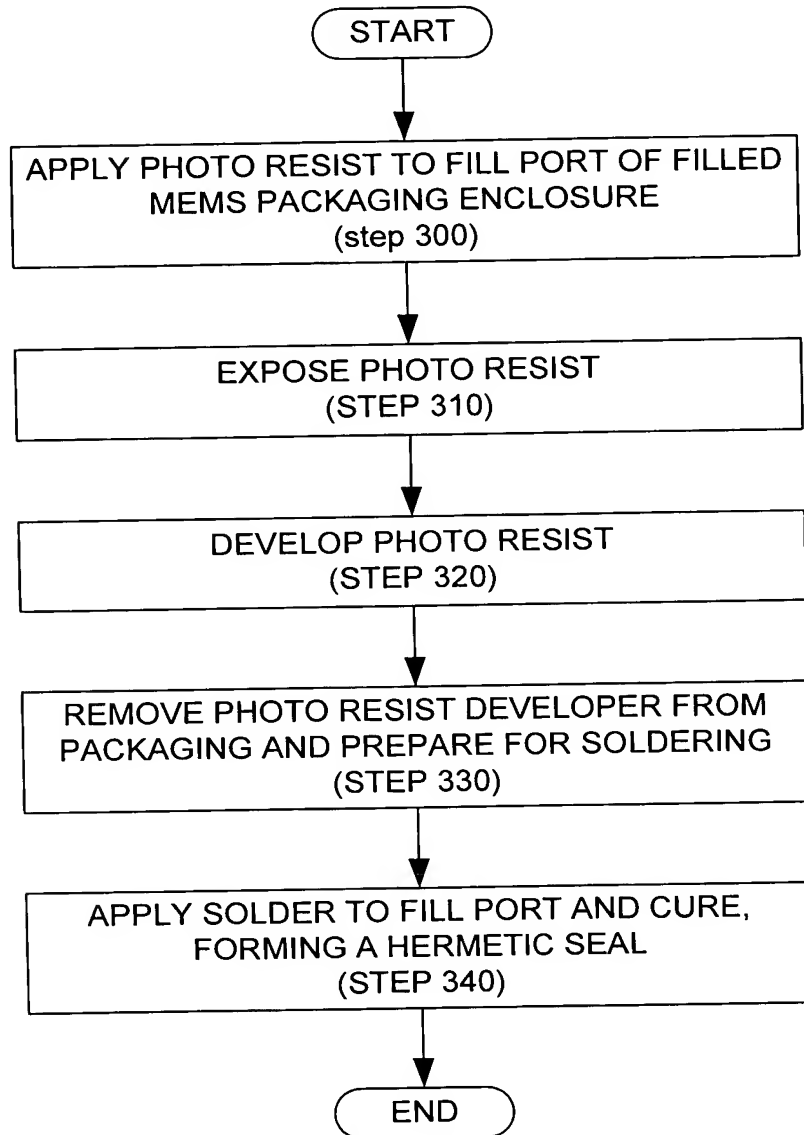 START
APPLY PHOTO RESIST TO FILL PORT OF FILLED
MEMS PACKAGING ENCLOSURE
(step 300)
EXPOSE PHOTO RESIST
(STEP 310)
DEVELOP PHOTO RESIST
(STEP 320)
REMOVE PHOTO RESIST DEVELOPER FROM
PACKAGING AND PREPARE FOR SOLDERING
(STEP 330)
APPLY SOLDER TO FILL PORT AND CURE,
FORMING A HERMETIC SEAL
(STEP 340)
END